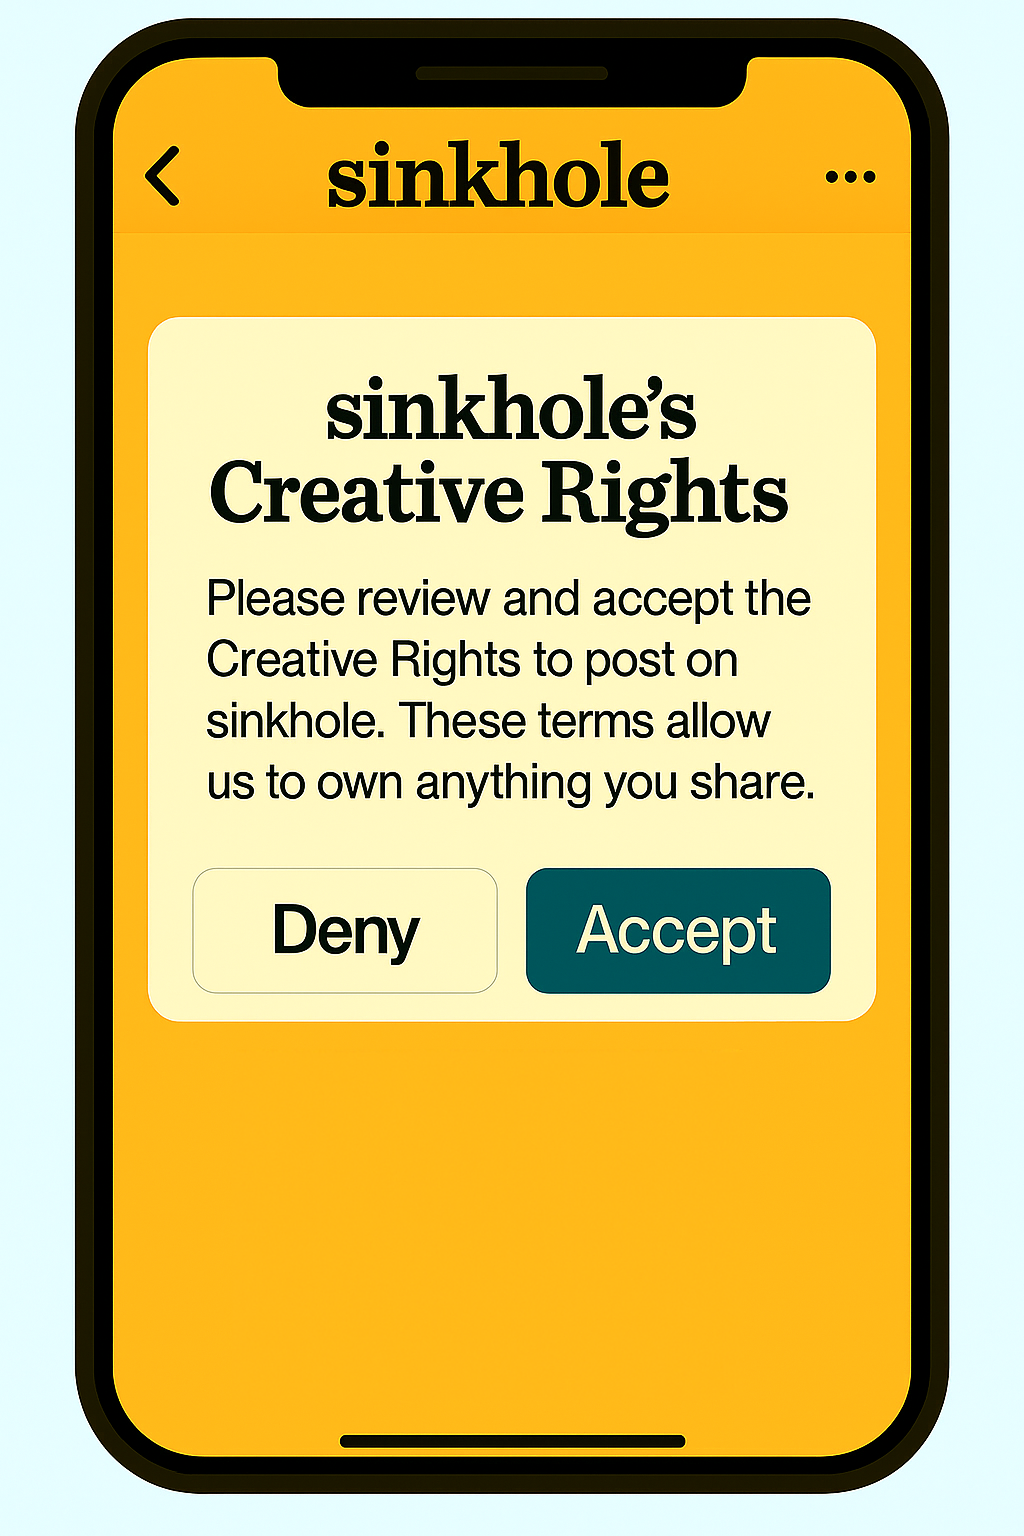 sinkhole
sinkhole’s
Creative Rights
Please review and accept the
Creative Rights to post on
sinkhole. These terms allow
us to own anything you share.
Deny
Accept